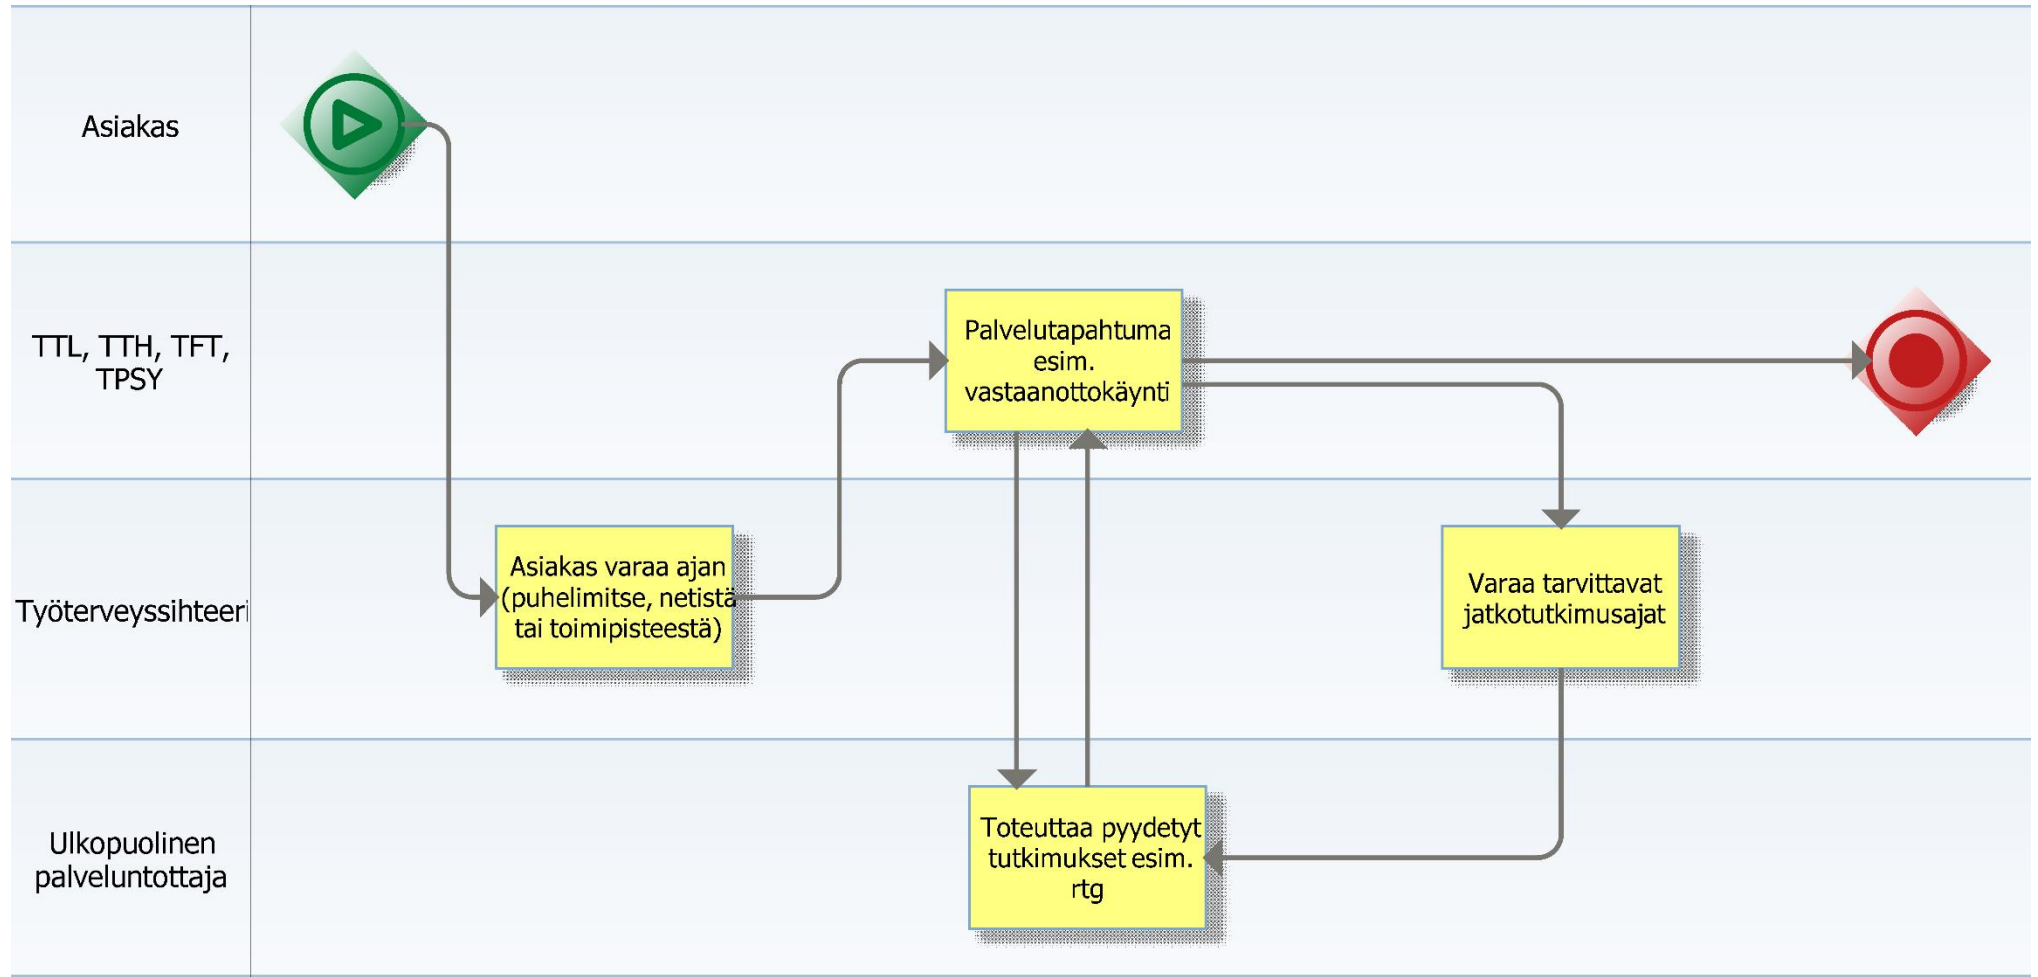 Asiakas
TTL, TTH, TFT,
TPSY
Palvelutapahtuma
esim.
vastaanottokäynti
Työterveyssihteeri
Asiakas varaa ajan
(puhelimitse, netistä
tai toimipisteestä)
Varaa tarvittavat
jatkotutkimusajat
Ulkopuolinen
palveluntottaja
Toteuttaa pyydetyt
tutkimukset esim.
rtg